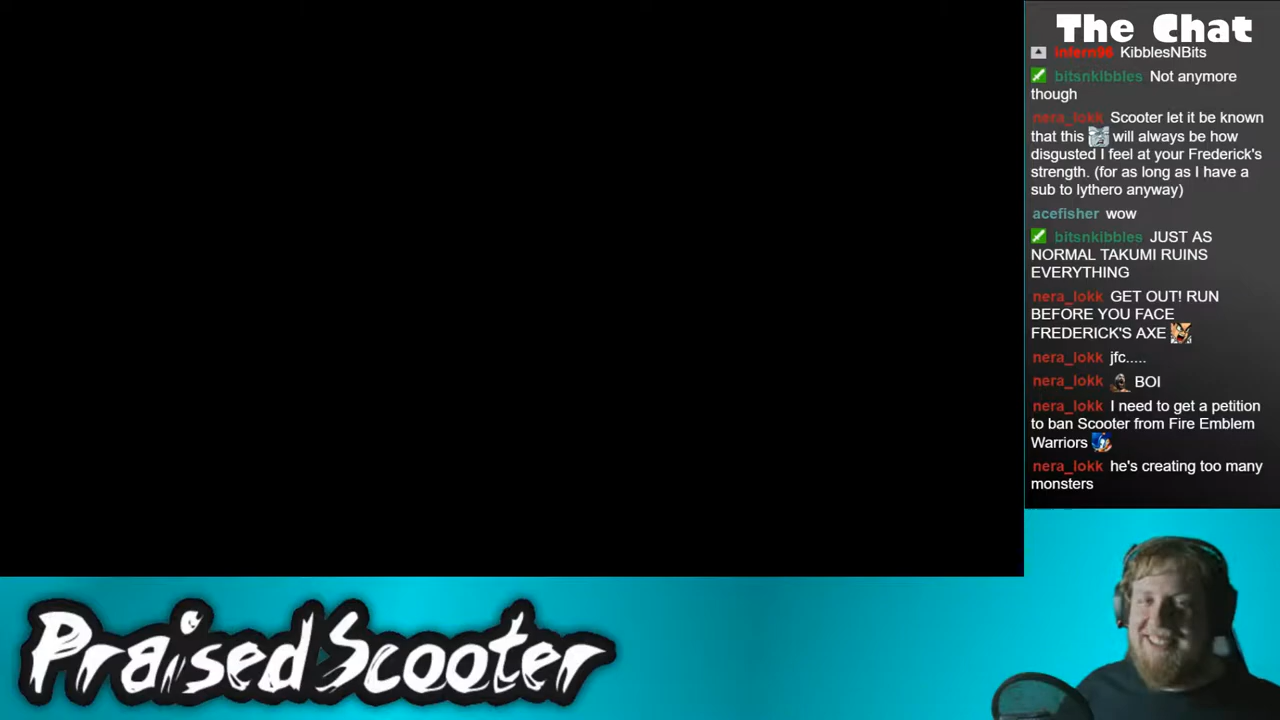 The Chat
infern96 KibblesNBits
bitsnkibbles Not anymore
though
nera_lokk Scooter let it be known
that this will always be how
disgusted I feel at your Frederick's
strength. (for as long as I have a
sub to lythero anyway)
acefisher wow
bitsnkibbles JUST AS
NORMAL TAKUMI RUINS
EVERYTHING
nera_lokk GET OUT! RUN
BEFORE YOU FACE
FREDERICK'S AXE
nera_lokk jfc.....
nera_lokk BOI
nera_lokk I need to get a petition
to ban Scooter from Fire Emblem
Warriors
nera_lokk he's creating too many
monsters
PraisedScooter